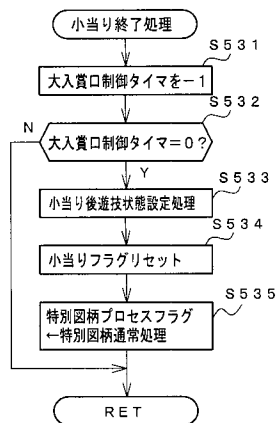 小当り終了処理
S531
大入賞口制御タイマを－1
S532
N
大入賞口制御タイマ＝0？
Y
S533
小当り後遊技状態設定処理
S534
小当りフラグリセット
S535
特別図柄プロセスフラグ
←特別図柄通常処理
RET